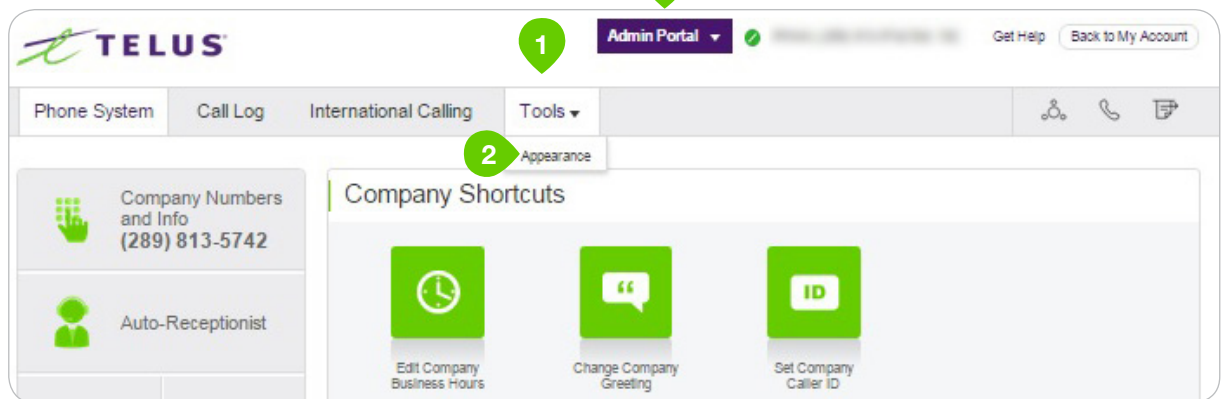 TELUS
1
Admin Portal
Get Help
Back to My Account
Phone System
Call Log
International Calling
Tools
2
Appearance
Company Numbers
and Info
(289) 813-5742
Auto-Receptionist
Company Shortcuts
Edit Company
Business Hours
“
Change Company
Greeting
ID
Set Company
Caller ID